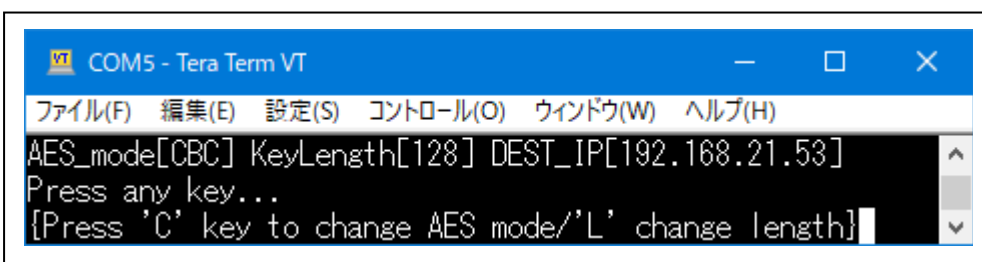 COM5 - Tera Term VT
ファイル(F) 編集(E) 設定(S) コントロール(O) ウィンドウ(W) ヘルプ(H)
AES_mode[CBC] KeyLength[128] DEST_IP[192.168.21.53]
Press any key...
{Press 'C' key to change AES mode/'L' change length}